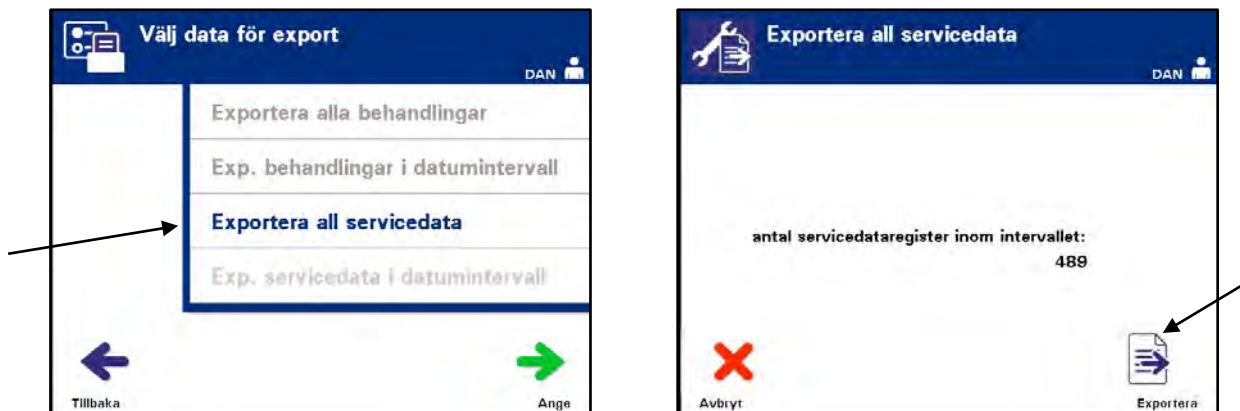 Välj data för export
DAN
Exportera alla behandlingar
Exp. behandlingar i datumintervall
Exportera all servicedata
Exp. servicedata i datumintervall
Tillbaka
Ange
Exportera all servicedata
DAN
antal servicedataregister inom intervallet:
489
Avbryt
Exportera